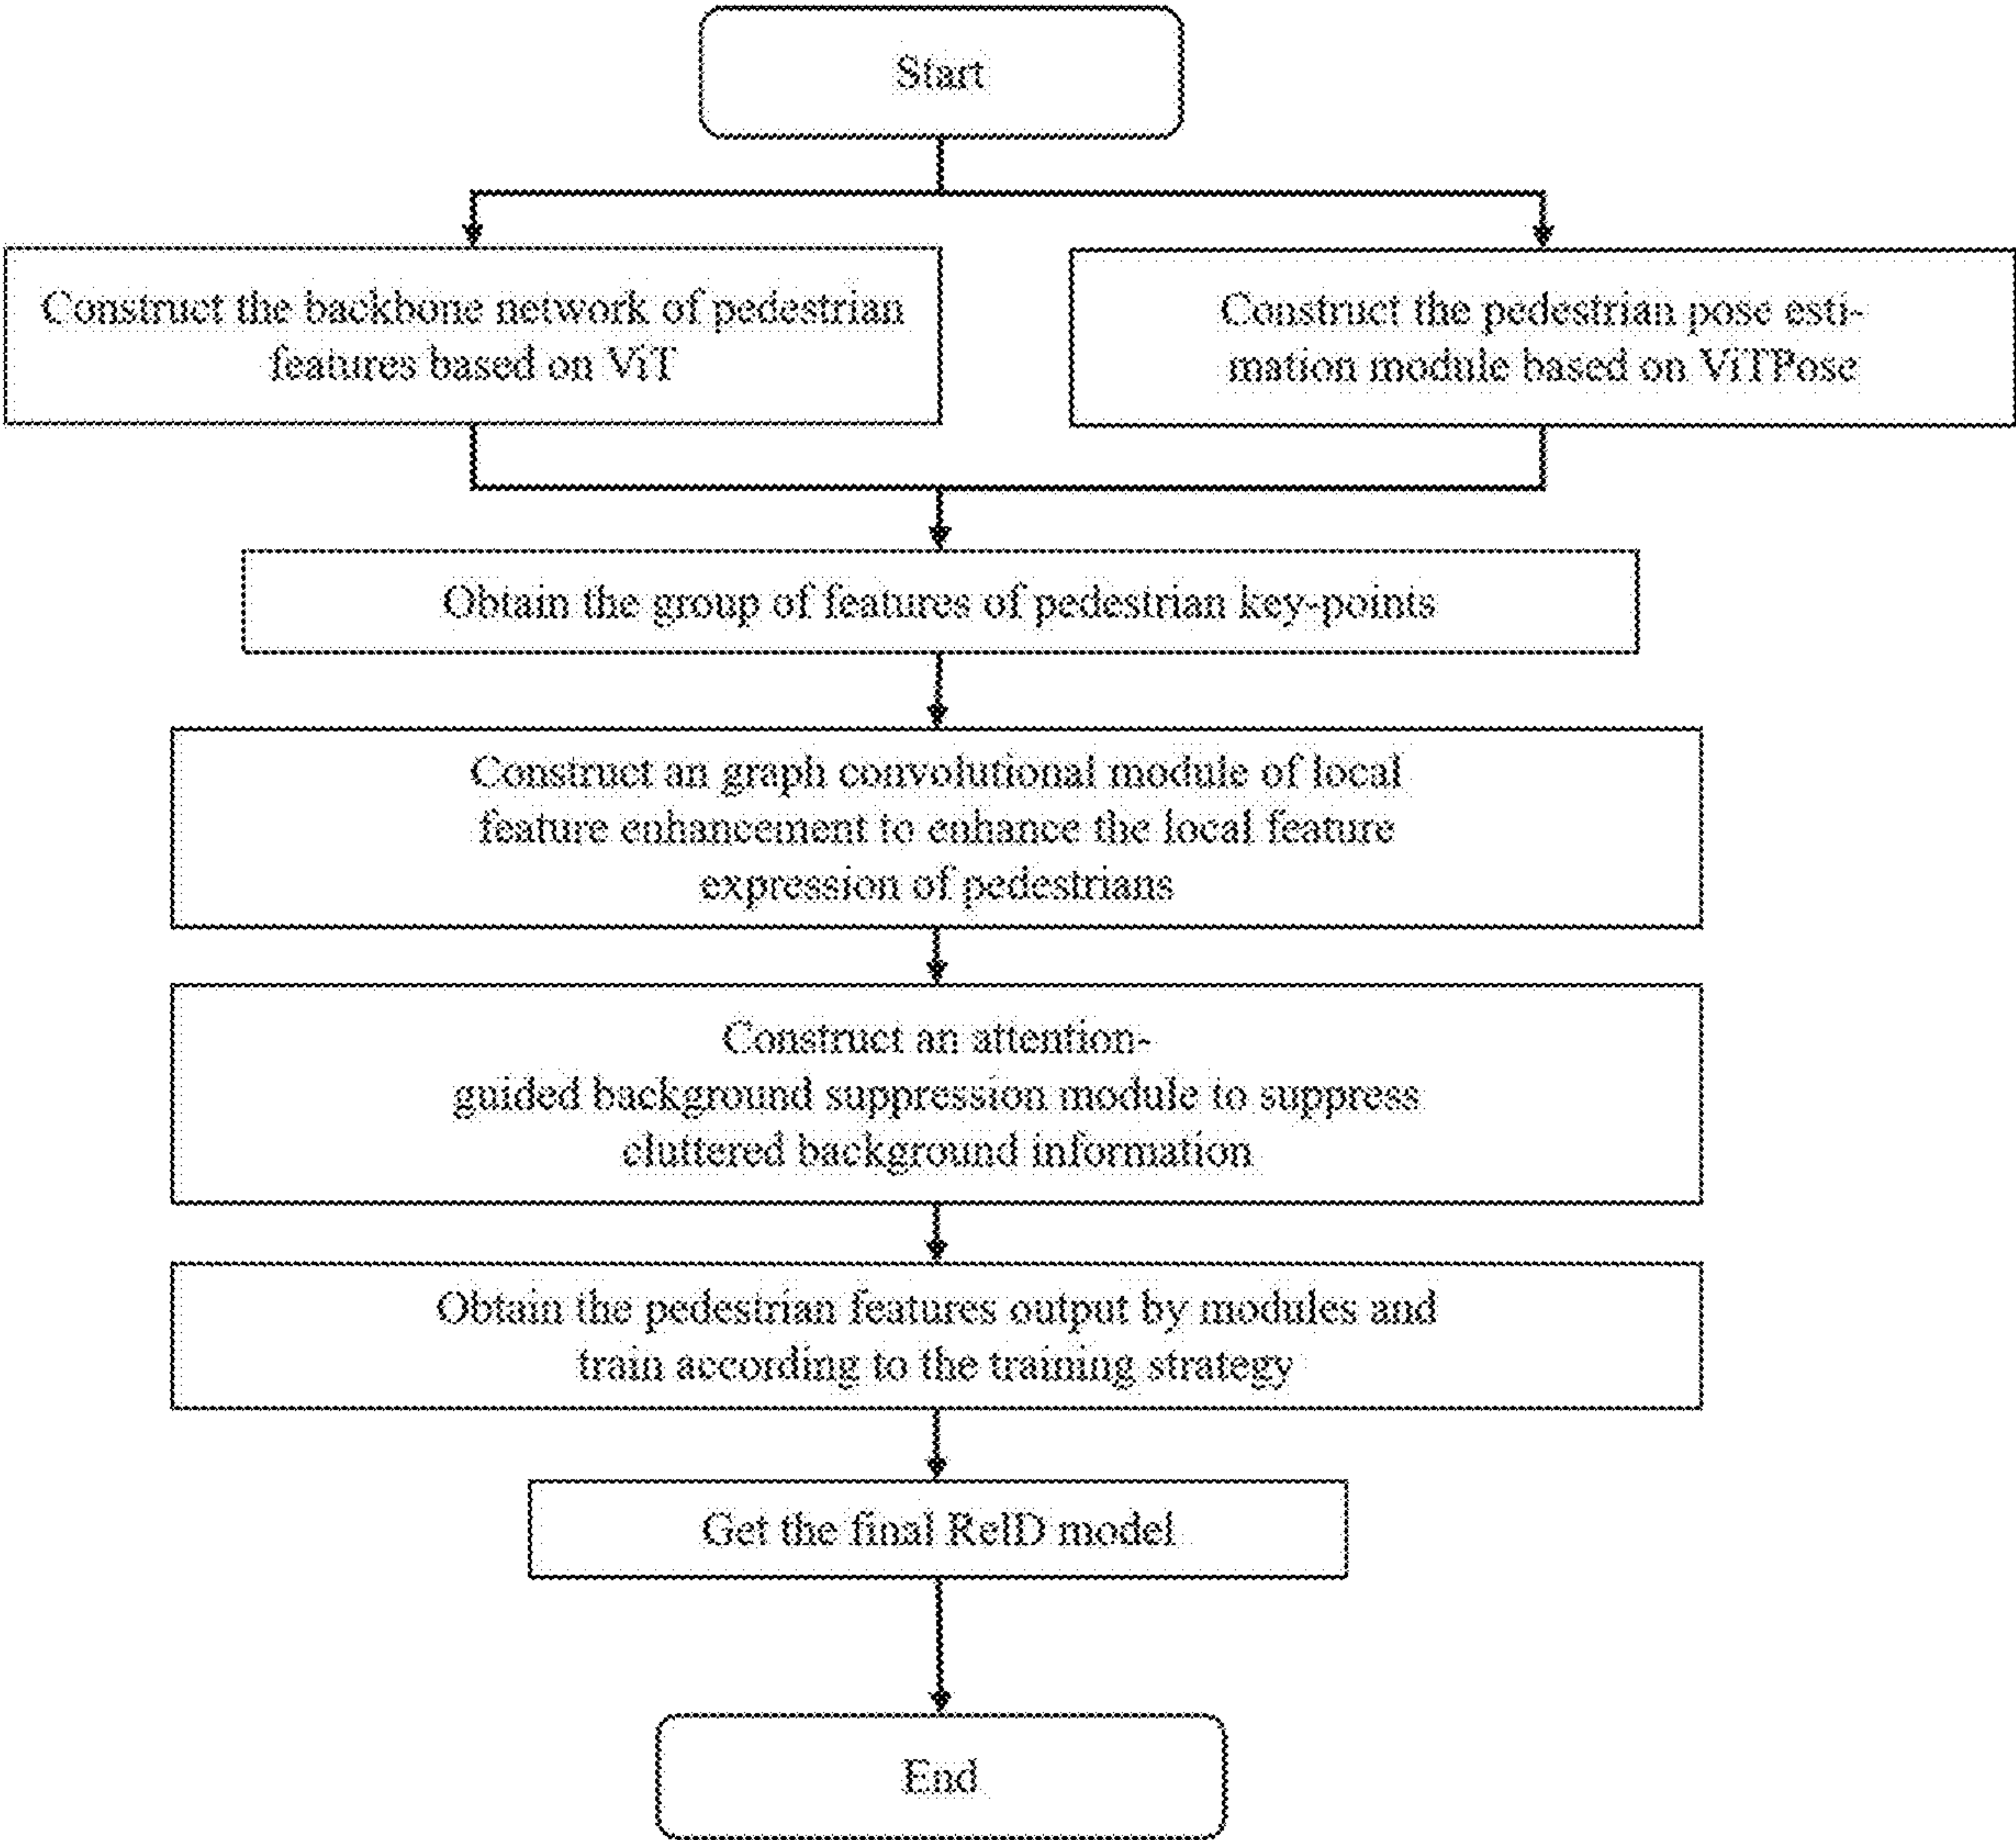 Start
Construct the backbone network of pedestrian
features based on ViT
Construct the pedestrian pose esti-
mation module based on ViTPose
Obtain the group of features of pedestrian key-points
Construct an graph convolutional module of local
feature enhancement to enhance the local feature
expression of pedestrians
Construct an attention-
guided background suppression module to suppress
cluttered background information
Obtain the pedestrian features output by modules and
train according to the training strategy
Get the final ReID model
End